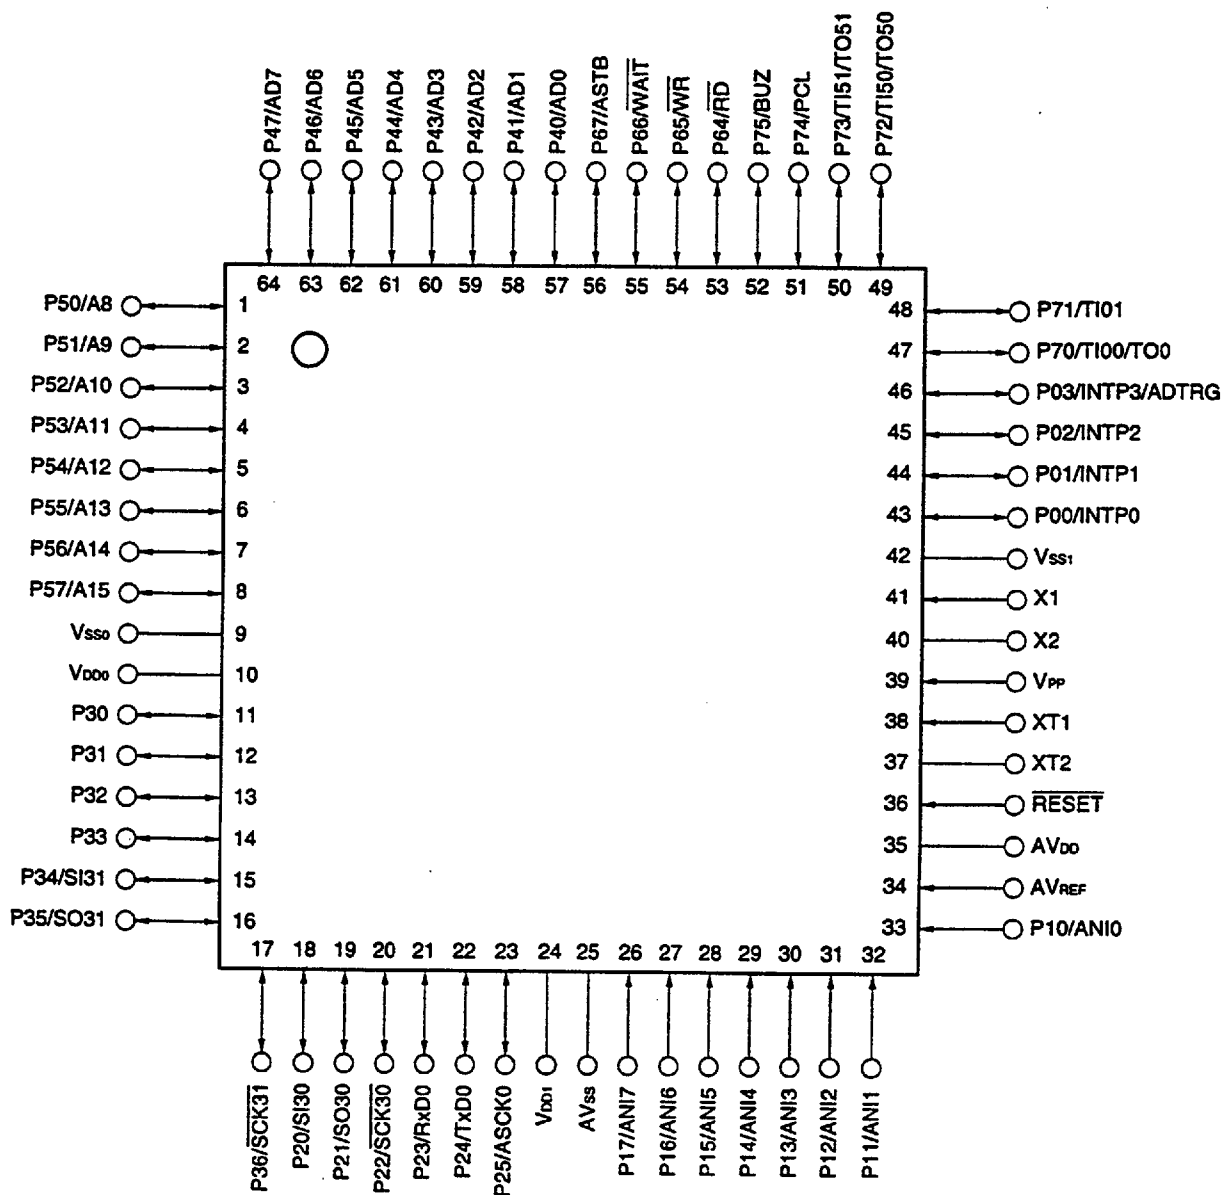 P47/AD7
P46/AD6
P45/AD5
P44/AD4
P43/AD3
P42/AD2
P41/AD1
P40/AD0
P67/ASTB
P66/W̅A̅I̅T̅
P65/W̅R̅
P64/R̅D̅
P75/BUZ
P74/PCL
P73/TI51/TO51
P72/TI50/TO50
64 63 62 61 60 59 58 57 56 55 54 53 52 51 50 49
P50/A8 1
P51/A9 2
P52/A10 3
P53/A11 4
P54/A12 5
P55/A13 6
P56/A14 7
P57/A15 8
VSS0 9
VDD0 10
P30 11
P31 12
P32 13
P33 14
P34/SI31 15
P35/SO31 16
48 P71/TI01
47 P70/TI00/TO0
46 P03/INTP3/ADTRG
45 P02/INTP2
44 P01/INTP1
43 P00/INTP0
42 VSS1
41 X1
40 X2
39 VPP
38 XT1
37 XT2
36 R̅E̅S̅E̅T̅
35 AVDD
34 AVREF
33 P10/ANI0
17 18 19 20 21 22 23 24 25 26 27 28 29 30 31 32
P36/S̅C̅K̅3̅1̅
P20/SI30
P21/SO30
P22/S̅C̅K̅3̅0̅
P23/RxD0
P24/TxD0
P25/ASCK0
VDD1
AVSS
P17/ANI7
P16/ANI6
P15/ANI5
P14/ANI4
P13/ANI3
P12/ANI2
P11/ANI1